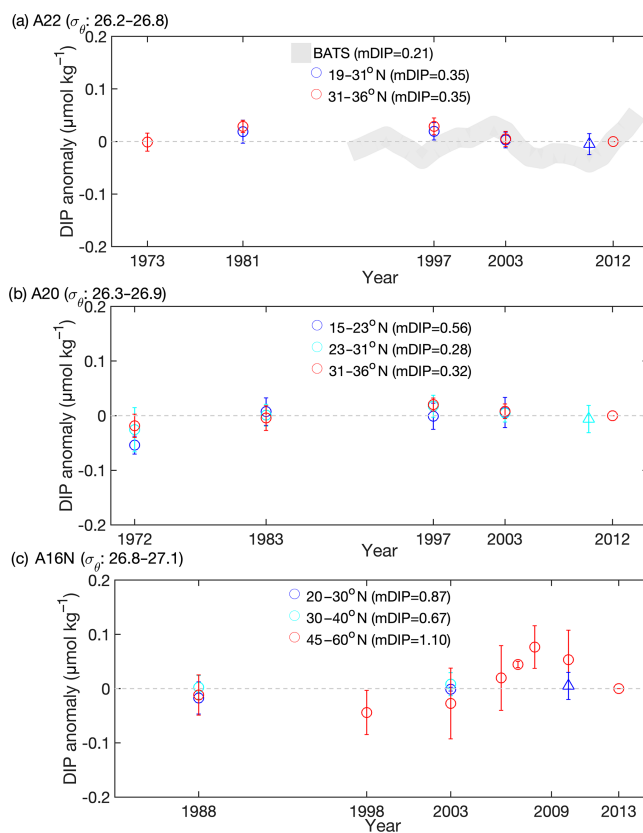 (a) A22 (σθ: 26.2–26.8)
DIP anomaly (μmol kg⁻¹)
0.2
0.1
0
-0.1
-0.2
BATS (mDIP=0.21)
19–31° N (mDIP=0.35)
31–36° N (mDIP=0.35)
1973
1981
1997
2003
2012
Year
(b) A20 (σθ: 26.3–26.9)
DIP anomaly (μmol kg⁻¹)
0.2
0.1
0
-0.1
-0.2
15–23° N (mDIP=0.56)
23–31° N (mDIP=0.28)
31–36° N (mDIP=0.32)
1972
1983
1997
2003
2012
Year
(c) A16N (σθ: 26.8–27.1)
DIP anomaly (μmol kg⁻¹)
0.2
0.1
0
-0.1
-0.2
20–30° N (mDIP=0.87)
30–40° N (mDIP=0.67)
45–60° N (mDIP=1.10)
1988
1998
2003
2009
2013
Year